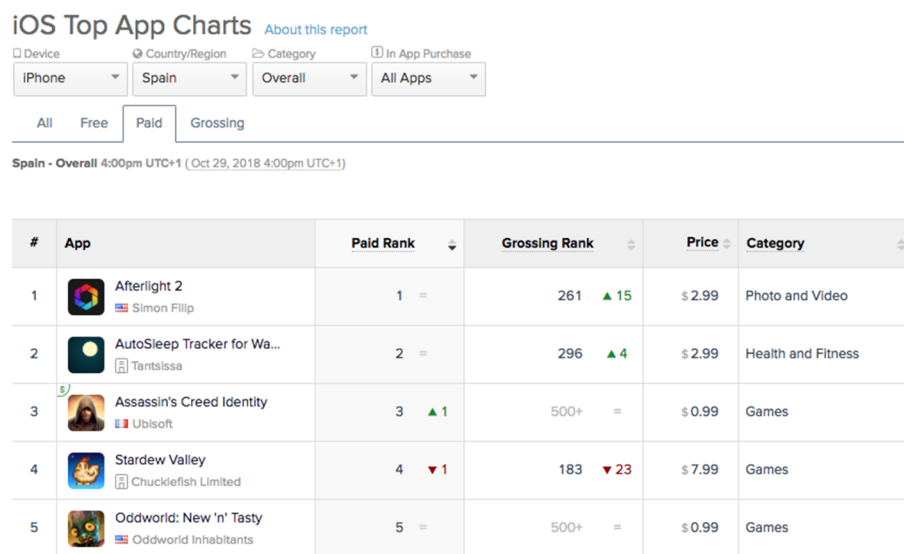 iOS Top App Charts About this report
Device Country/Region Category In App Purchase
iPhone Spain Overall All Apps
All Free Paid Grossing
Spain - Overall 4:00pm UTC+1 ( Oct 29, 2018 4:00pm UTC+1)
# App Paid Rank Grossing Rank Price Category
1 Afterlight 2 1 = 261 ▲ 15 $ 2.99 Photo and Video
Simon Filip
2 AutoSleep Tracker for Wa... 2 = 296 ▲ 4 $ 2.99 Health and Fitness
Tantsissa
3 Assassin's Creed Identity 3 ▲ 1 500+ = $ 0.99 Games
Ubisoft
4 Stardew Valley 4 ▼ 1 183 ▼ 23 $ 7.99 Games
Chucklefish Limited
5 Oddworld: New 'n' Tasty 5 = 500+ = $ 0.99 Games
Oddworld Inhabitants